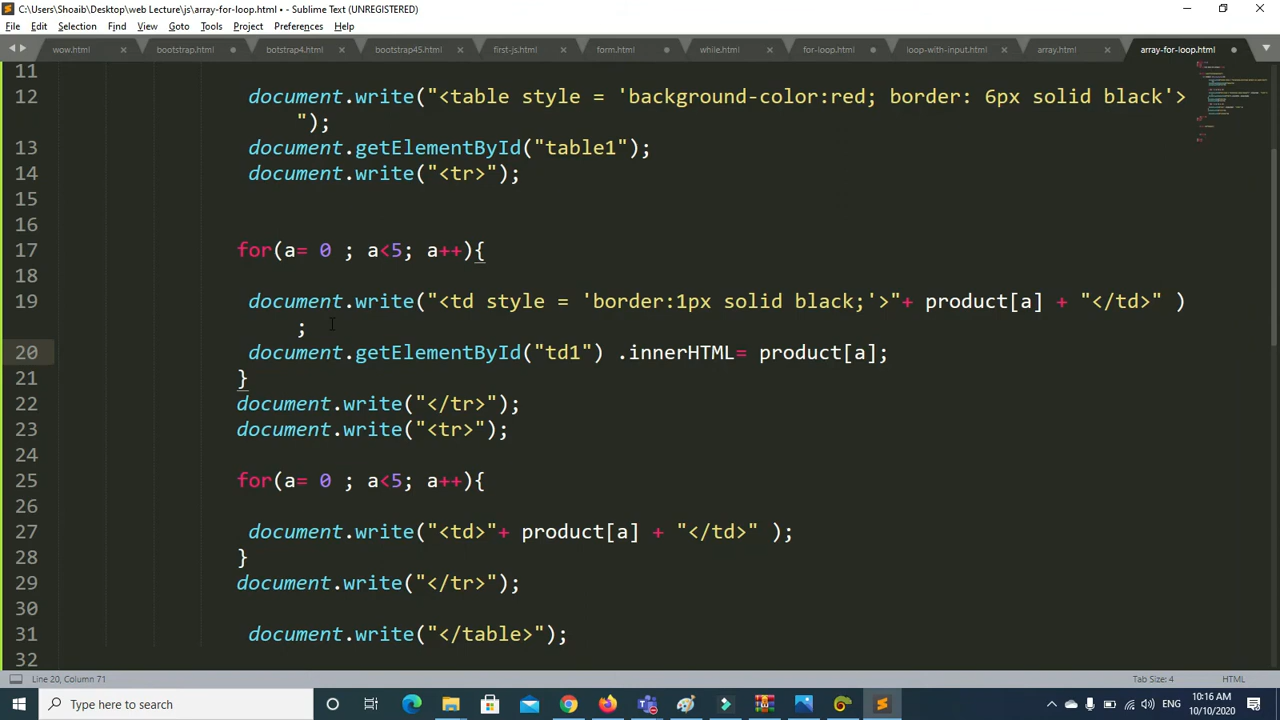 C:\Users\Shoaib\Desktop\web Lecture\js\array-for-loop.html • - Sublime Text (UNREGISTERED)
File Edit Selection Find View Goto Tools Project Preferences Help
wow.html bootstrap.html botstrap4.html bootstrap45.html first-js.html form.html while.html for-loop.html loop-with-input.html array.html array-for-loop.html
11
12 document.write("<table style = 'background-color:red; border: 6px solid black'>
");
13 document.getElementById("table1");
14 document.write("<tr>");
15
16
17 for(a= 0 ; a<5; a++){
18
19 document.write("<td style = 'border:1px solid black;'>"+ product[a] + "</td>" )
;
20 document.getElementById("td1") .innerHTML= product[a];
21 }
22 document.write("</tr>");
23 document.write("<tr>");
24
25 for(a= 0 ; a<5; a++){
26
27 document.write("<td>"+ product[a] + "</td>" );
28 }
29 document.write("</tr>");
30
31 document.write("</table>");
32
Line 20, Column 71 Tab Size: 4 HTML
Type here to search ENG 10:16 AM
10/10/2020